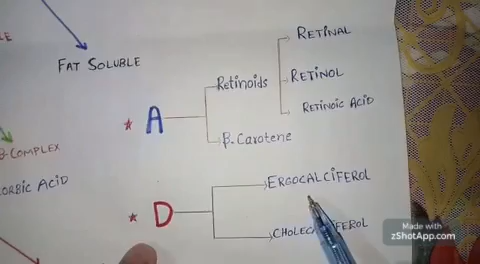 FAT SOLUBLE
A
Retinoids
RETINAL
RETINOL
RETINOIC ACID
β-Carotene
B-COMPLEX
ORBIC ACID
D
ERGOCALCIFEROL
Made with
zShotApp.com